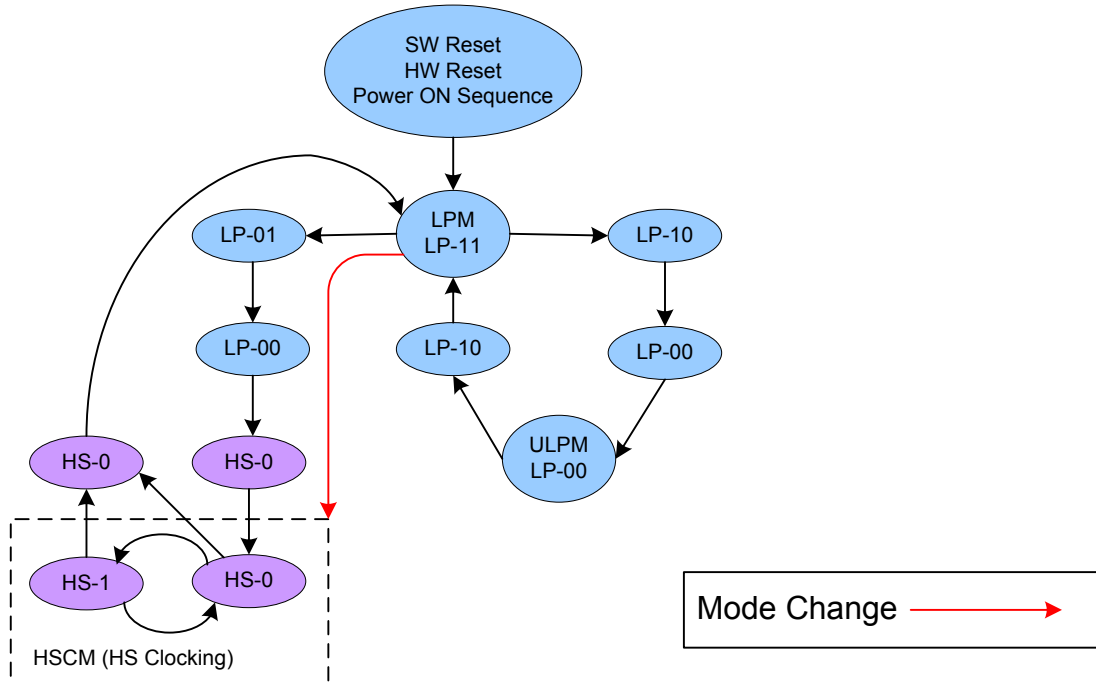 SW Reset
HW Reset
Power ON Sequence
LPM
LP-11
LP-01
LP-10
LP-00
LP-10
LP-00
ULPM
LP-00
HS-0
HS-0
HS-1
HS-0
HSCM (HS Clocking)
Mode Change